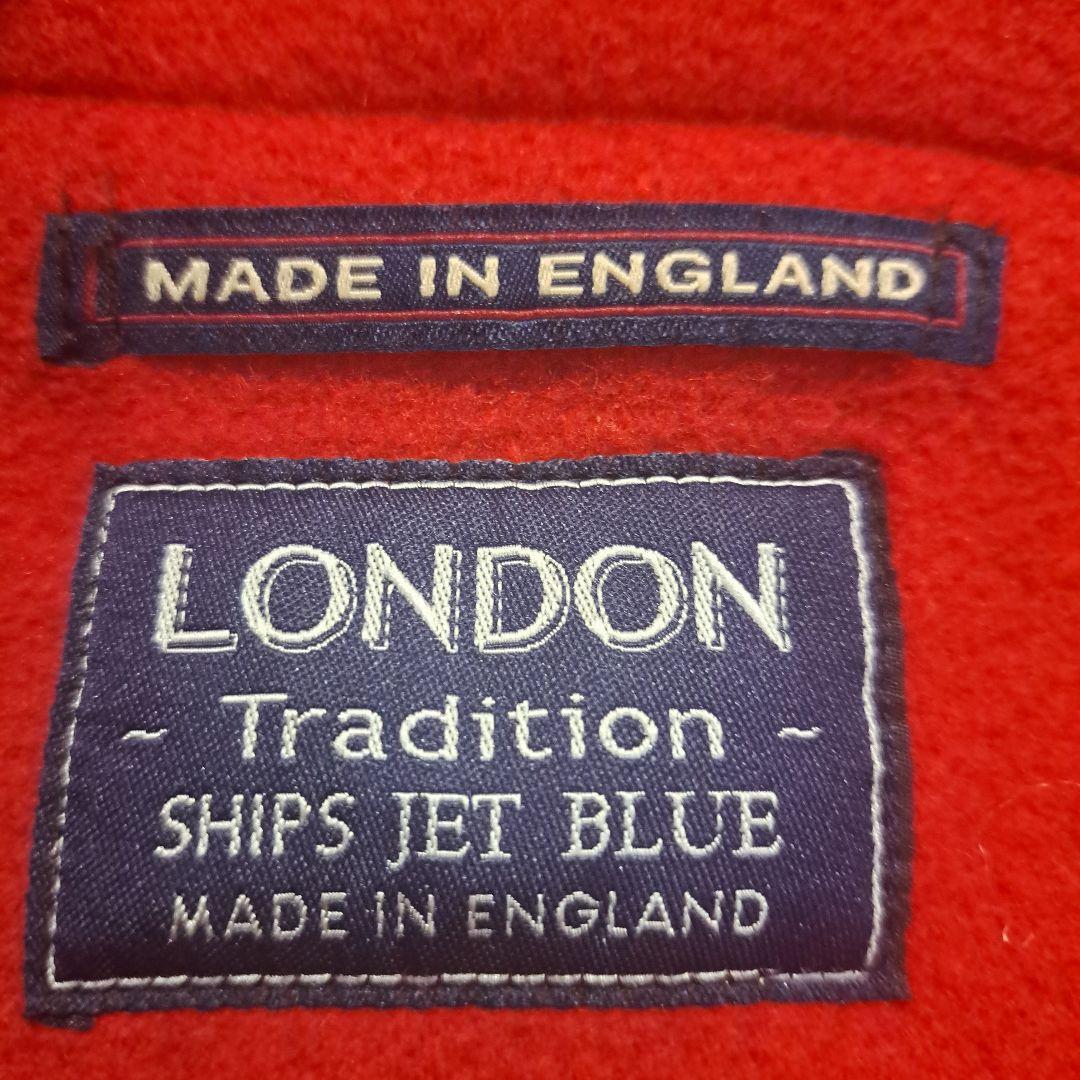 MADE IN ENGLAND
LONDON
~ Tradition ~
SHIPS JET BLUE
MADE IN ENGLAND